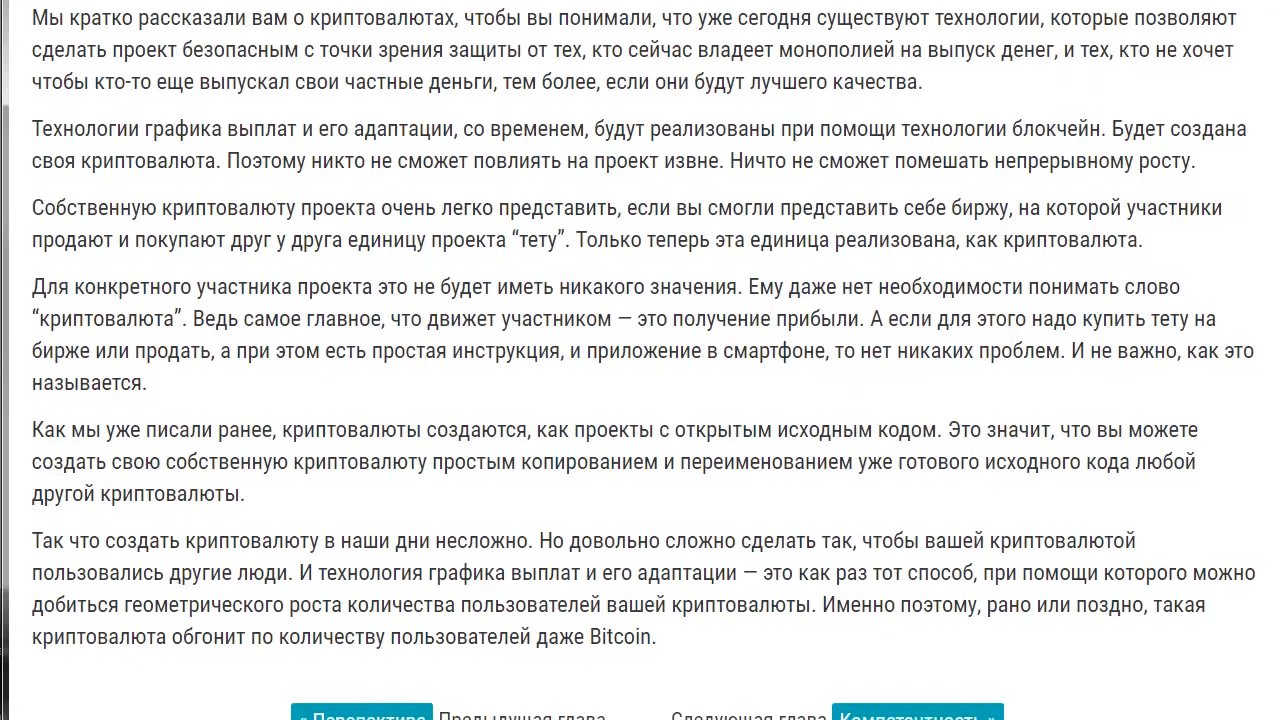 Мы кратко рассказали вам о криптовалютах, чтобы вы понимали, что уже сегодня существуют технологии, которые позволяют
сделать проект безопасным с точки зрения защиты от тех, кто сейчас владеет монополией на выпуск денег, и тех, кто не хочет
чтобы кто-то еще выпускал свои частные деньги, тем более, если они будут лучшего качества.
Технологии графика выплат и его адаптации, со временем, будут реализованы при помощи технологии блокчейн. Будет создана
своя криптовалюта. Поэтому никто не сможет повлиять на проект извне. Ничто не сможет помешать непрерывному росту.
Собственную криптовалюту проекта очень легко представить, если вы смогли представить себе биржу, на которой участники
продают и покупают друг у друга единицу проекта “тету”. Только теперь эта единица реализована, как криптовалюта.
Для конкретного участника проекта это не будет иметь никакого значения. Ему даже нет необходимости понимать слово
“криптовалюта”. Ведь самое главное, что движет участником — это получение прибыли. А если для этого надо купить тету на
бирже или продать, а при этом есть простая инструкция, и приложение в смартфоне, то нет никаких проблем. И не важно, как это
называется.
Как мы уже писали ранее, криптовалюты создаются, как проекты с открытым исходным кодом. Это значит, что вы можете
создать свою собственную криптовалюту простым копированием и переименованием уже готового исходного кода любой
другой криптовалюты.
Так что создать криптовалюту в наши дни несложно. Но довольно сложно сделать так, чтобы вашей криптовалютой
пользовались другие люди. И технология графика выплат и его адаптации — это как раз тот способ, при помощи которого можно
добиться геометрического роста количества пользователей вашей криптовалюты. Именно поэтому, рано или поздно, такая
криптовалюта обгонит по количеству пользователей даже Bitcoin.
« Перспектива Предыдущая глава Следующая глава Компетентность »